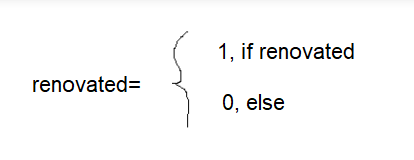 1, if renovated
renovated=
0, else